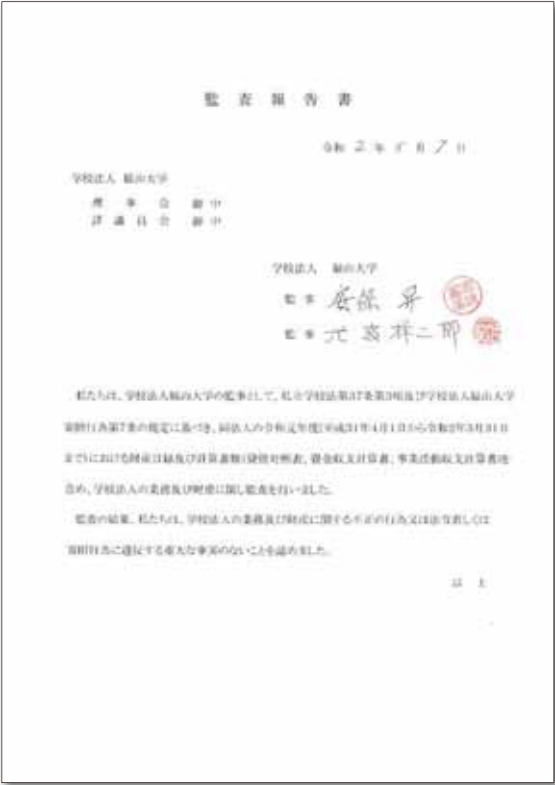 監査報告書
令和 2 年 5 月 7 日
学校法人 福山大学
理事会 御中
評議員会 御中
学校法人 福山大学
監事 安保 昇
監事
私たちは、学校法人福山大学の監事として、私立学校法第37条第3項及び学校法人福山大学
寄附行為第7条の規定に基づき、同法人の令和元年度(平成31年4月1日から令和2年3月31日
まで)における財産目録及び計算書類(貸借対照表、資金収支計算書、事業活動収支計算書)を
含め、学校法人の業務及び財産に関し監査を行いました。
監査の結果、私たちは、学校法人の業務及び財産に関する不正の行為又は法令若しくは
寄附行為に違反する重大な事実のないことを認めました。
以上